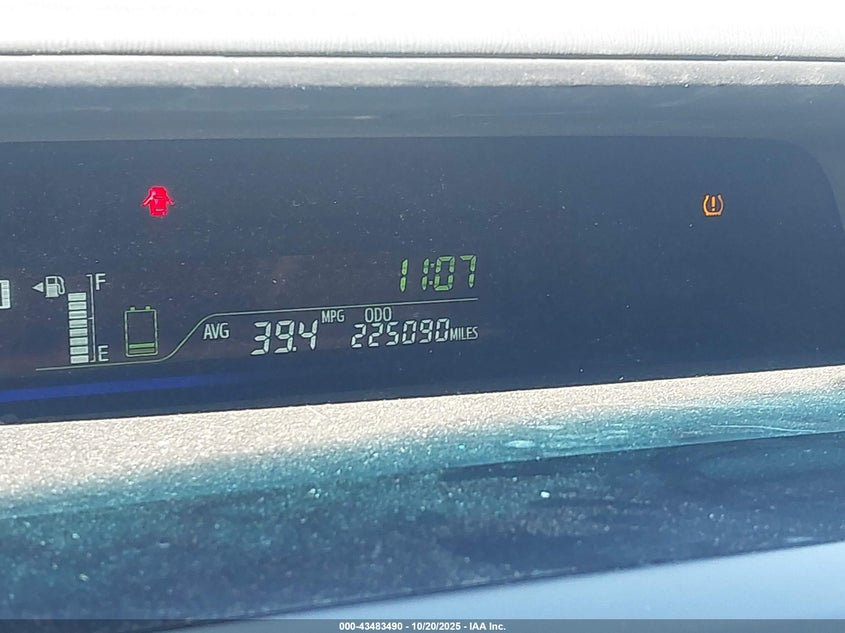 11:07
F
MPG ODO
AVG 39.4 225090 MILES
E
000-43483490 - 10/20/2025 - IAA Inc.